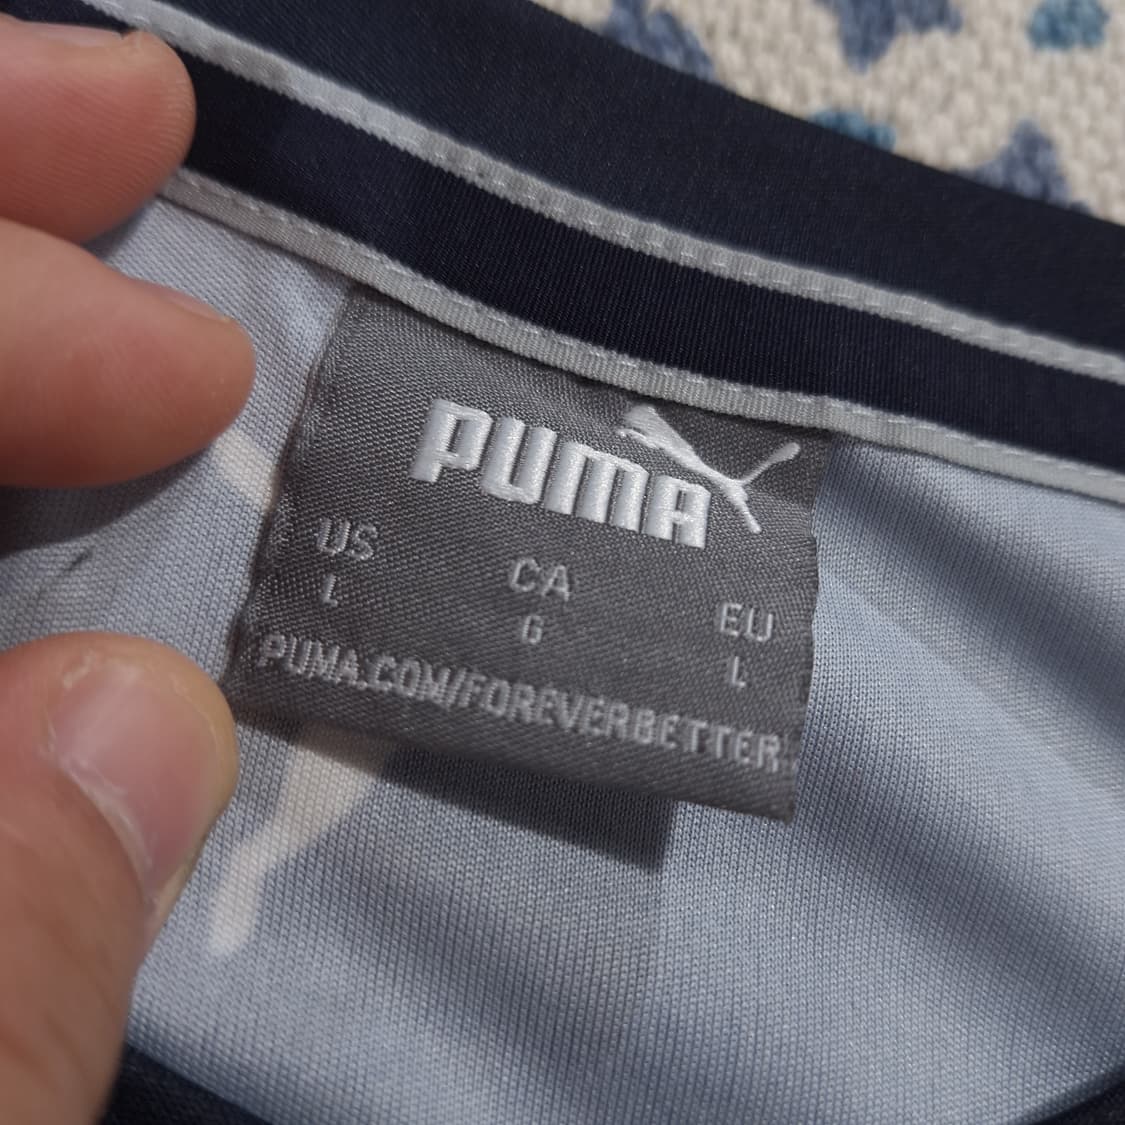 PUMA
US CA EU
L G L
PUMA.COM/FOREVERBETTER